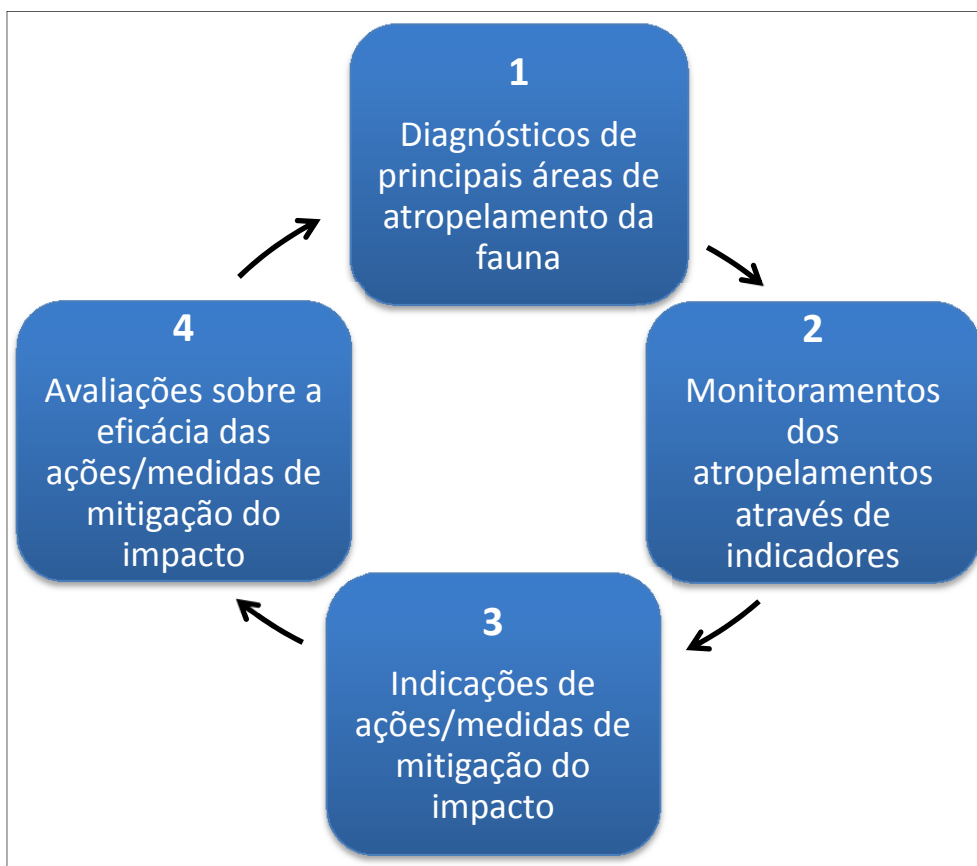 1
Diagnósticos de
principais áreas de
atropelamento da
fauna
2
Monitoramentos
dos
atropelamentos
através de
indicadores
3
Indicações de
ações/medidas de
mitigação do
impacto
4
Avaliações sobre a
eficácia das
ações/medidas de
mitigação do
impacto